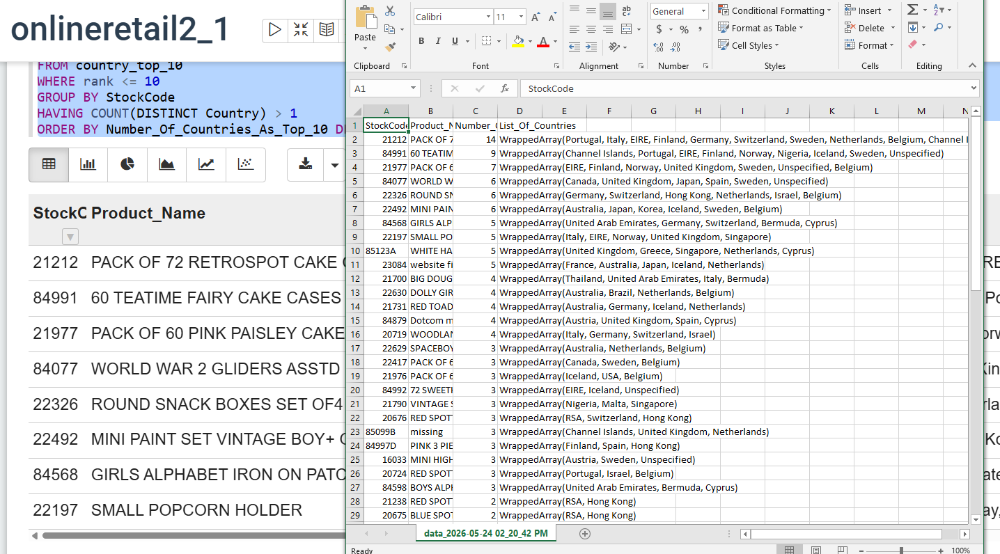 onlineretail2_1
FROM country_top_10
WHERE rank <= 10
GROUP BY StockCode
HAVING COUNT(DISTINCT Country) > 1
ORDER BY Number_Of_Countries_As_Top_10 D
StockC Product_Name
21212 PACK OF 72 RETROSPOT CAKE
84991 60 TEATIME FAIRY CAKE CASES
21977 PACK OF 60 PINK PAISLEY CAKE
84077 WORLD WAR 2 GLIDERS ASSTD
22326 ROUND SNACK BOXES SET OF4
22492 MINI PAINT SET VINTAGE BOY+
84568 GIRLS ALPHABET IRON ON PATC
22197 SMALL POPCORN HOLDER
Paste
Calibri 11
B I U
General
$ % ,
Conditional Formatting
Format as Table
Cell Styles
Insert
Delete
Format
Clipboard Font Alignment Number Styles Cells Editing
A1 fx StockCode
A B C D E F G H I J K L M N
1 StockCode Product_N Number_ List_Of_Countries
2 21212 PACK OF 7 14 WrappedArray(Portugal, Italy, EIRE, Finland, Germany, Switzerland, Sweden, Netherlands, Belgium, Channel I
3 84991 60 TEATIM 9 WrappedArray(Channel Islands, Portugal, EIRE, Finland, Norway, Nigeria, Iceland, Sweden, Unspecified)
4 21977 PACK OF 6 7 WrappedArray(EIRE, Finland, Norway, United Kingdom, Sweden, Unspecified, Belgium)
5 84077 WORLD W 6 WrappedArray(Canada, United Kingdom, Japan, Spain, Sweden, Unspecified)
6 22326 ROUND SN 6 WrappedArray(Germany, Switzerland, Hong Kong, Netherlands, Israel, Belgium)
7 22492 MINI PAIN 6 WrappedArray(Australia, Japan, Korea, Iceland, Sweden, Belgium)
8 84568 GIRLS ALP 5 WrappedArray(United Arab Emirates, Germany, Switzerland, Bermuda, Cyprus)
9 22197 SMALL PO 5 WrappedArray(Italy, EIRE, Norway, United Kingdom, Singapore)
10 85123A WHITE HA 5 WrappedArray(United Kingdom, Greece, Singapore, Netherlands, Cyprus)
11 23084 website fi 5 WrappedArray(France, Australia, Japan, Iceland, Netherlands)
12 21700 BIG DOUG 4 WrappedArray(Thailand, United Arab Emirates, Italy, Bermuda)
13 22630 DOLLY GIR 4 WrappedArray(Australia, Brazil, Netherlands, Belgium)
14 21731 RED TOAD 4 WrappedArray(Australia, Germany, Iceland, Netherlands)
15 84879 Dotcom m 4 WrappedArray(Austria, United Kingdom, Spain, Cyprus)
16 20719 WOODLAN 4 WrappedArray(Italy, Germany, Switzerland, Israel)
17 22629 SPACEBOY 3 WrappedArray(Australia, Netherlands, Belgium)
18 22417 PACK OF 6 3 WrappedArray(Canada, Sweden, Belgium)
19 21976 PACK OF 6 3 WrappedArray(Iceland, USA, Belgium)
20 84992 72 SWEETH 3 WrappedArray(EIRE, Iceland, Unspecified)
21 21790 VINTAGE S 3 WrappedArray(Nigeria, Malta, Singapore)
22 20676 RED SPOT 3 WrappedArray(RSA, Switzerland, Hong Kong)
23 85099B missing 3 WrappedArray(Channel Islands, United Kingdom, Netherlands)
24 84997D PINK 3 PIE 3 WrappedArray(Finland, Spain, Hong Kong)
25 16033 MINI HIGH 3 WrappedArray(Austria, Sweden, Unspecified)
26 20724 RED SPOT 3 WrappedArray(Portugal, Israel, Belgium)
27 84598 BOYS ALPH 3 WrappedArray(United Arab Emirates, Bermuda, Cyprus)
28 21238 RED SPOT 2 WrappedArray(RSA, Hong Kong)
29 20675 BLUE SPO 2 WrappedArray(RSA, Hong Kong)
data_2026-05-24 02_20_42 PM
Ready 100%